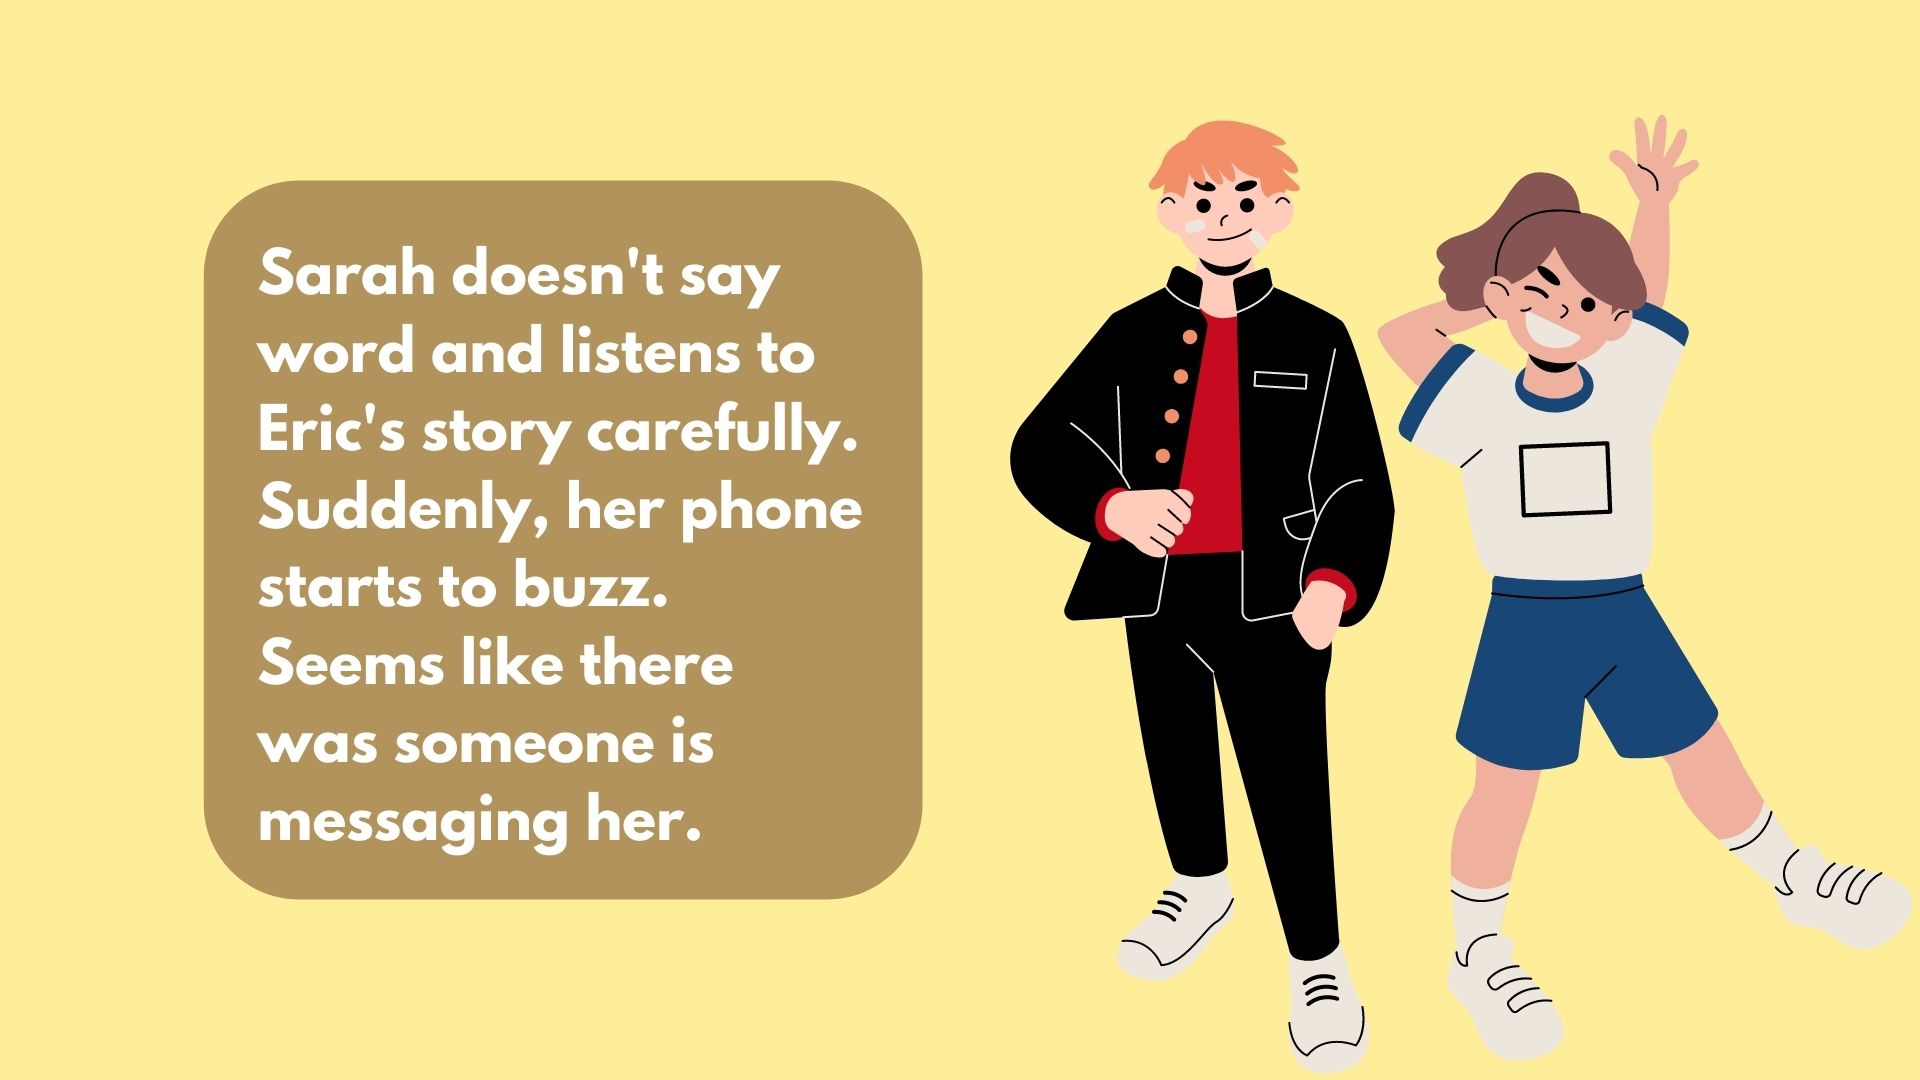 Sarah doesn't say
word and listens to
Eric's story carefully.
Suddenly, her phone
starts to buzz.
Seems like there
was someone is
messaging her.